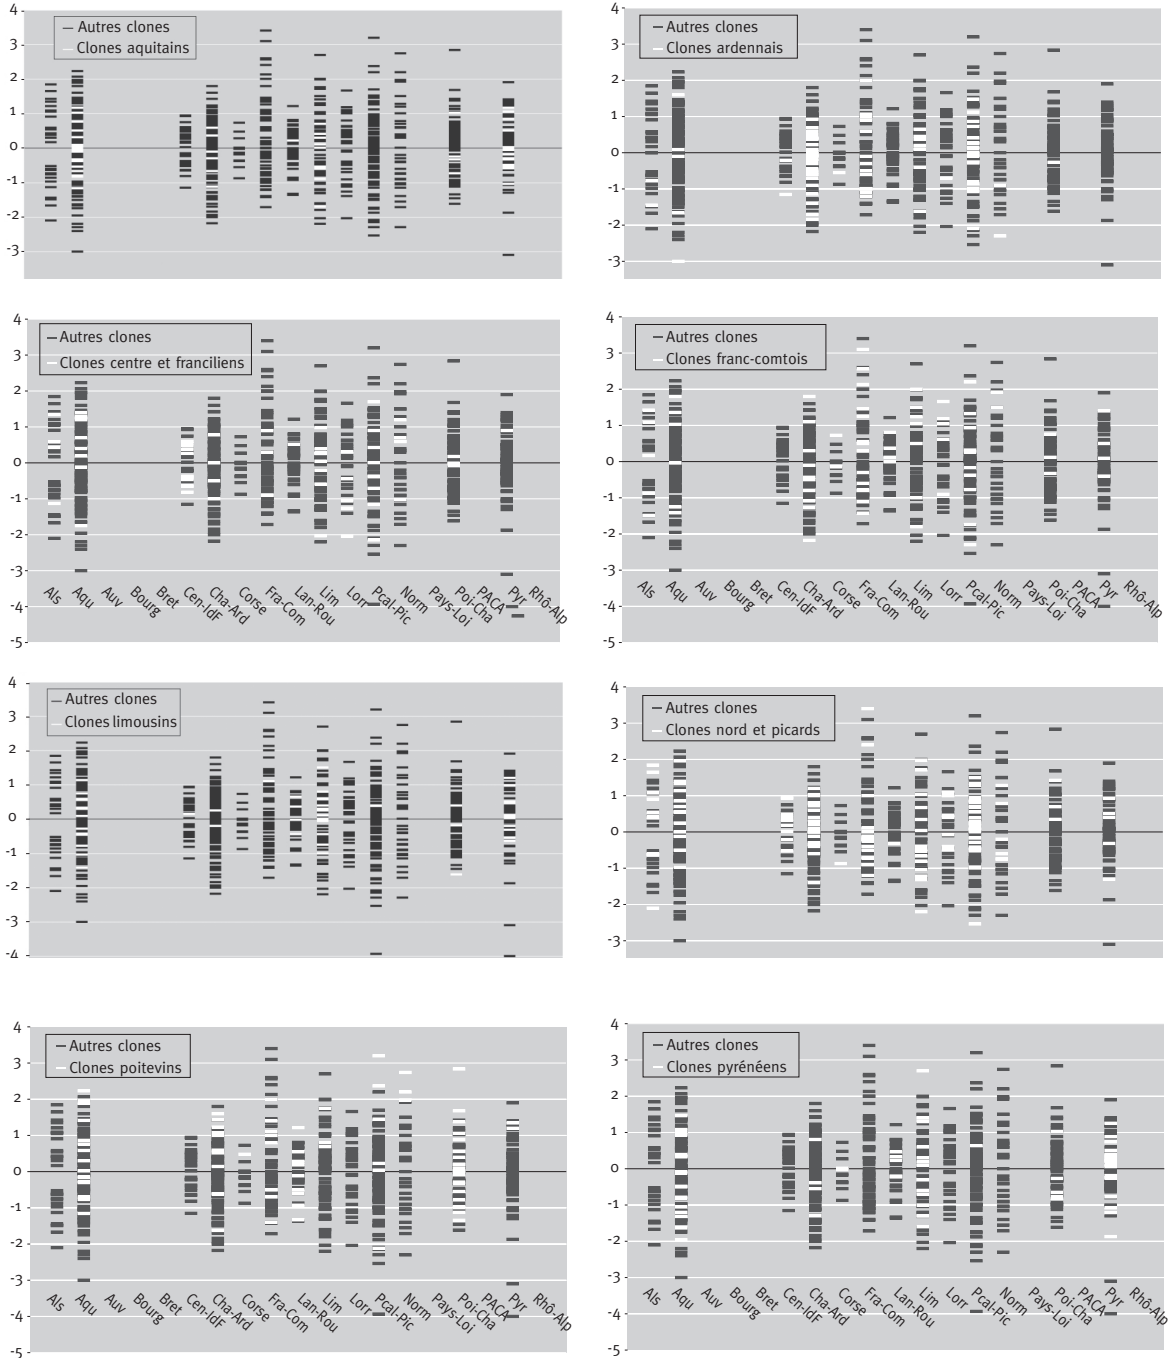 4
3
2
1
0
-1
-2
-3
Autres clones
Clones aquitains
4
3
2
1
0
-1
-2
-3
Autres clones
Clones ardennais
4
3
2
1
0
-1
-2
-3
-4
-5
Autres clones
Clones centre et franciliens
Als
Aqu
Auv
Bourg
Bret
Cen-IdF
Cha-Ard
Corse
Fra-Com
Lan-Rou
Lim
Lorr
Pcal-Pic
Norm
Pays-Loi
Poi-Cha
PACA
Pyr
Rhô-Alp
4
3
2
1
0
-1
-2
-3
-4
-5
Autres clones
Clones franc-comtois
Als
Aqu
Auv
Bourg
Bret
Cen-IdF
Cha-Ard
Corse
Fra-Com
Lan-Rou
Lim
Lorr
Pcal-Pic
Norm
Pays-Loi
Poi-Cha
PACA
Pyr
Rhô-Alp
4
3
2
1
0
-1
-2
-3
-4
Autres clones
Clones limousins
4
3
2
1
0
-1
-2
-3
Autres clones
Clones nord et picards
4
3
2
1
0
-1
-2
-3
-4
-5
Autres clones
Clones poitevins
Als
Aqu
Auv
Bourg
Bret
Cen-IdF
Cha-Ard
Corse
Fra-Com
Lan-Rou
Lim
Lorr
Pcal-Pic
Norm
Pays-Loi
Poi-Cha
PACA
Pyr
Rhô-Alp
4
3
2
1
0
-1
-2
-3
-4
-5
Autres clones
Clones pyrénéens
Als
Aqu
Auv
Bourg
Bret
Cen-IdF
Cha-Ard
Corse
Fra-Com
Lan-Rou
Lim
Lorr
Pcal-Pic
Norm
Pays-Loi
Poi-Cha
PACA
Pyr
Rhô-Alp